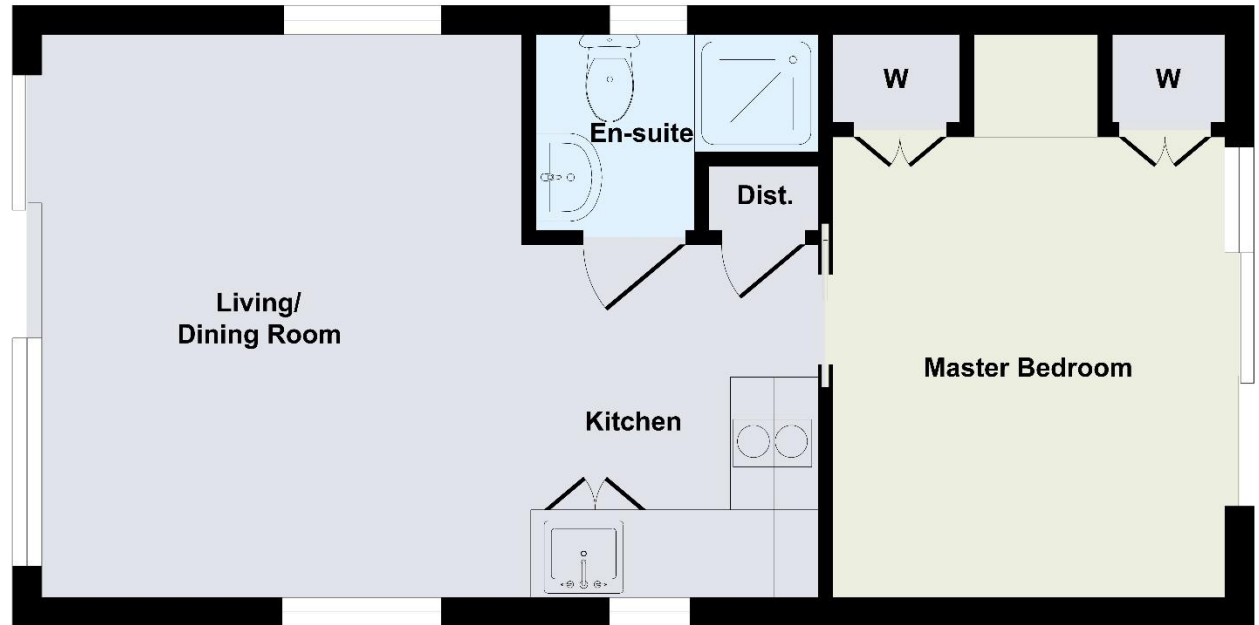 W
W
En-suite
Dist.
Living/
Dining Room
Master Bedroom
Kitchen